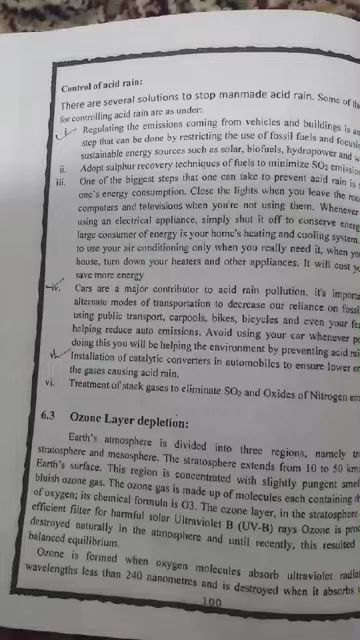 Control of acid rain:
There are several solutions to stop manmade acid rain. Some of the
for controlling acid rain are as under:
i. Regulating the emissions coming from vehicles and buildings is an
step that can be done by restricting the use of fossil fuels and focusi
sustainable energy sources such as solar, biofuels, hydropower and
ii. Adopt sulphur recovery techniques of fuels to minimize SO₂ emission
iii. One of the biggest steps that one can take to prevent acid rain is
one's energy consumption. Close the lights when you leave the roo
computers and televisions when you're not using them. Whenever
using an electrical appliance, simply shut it off to conserve energ
large consumer of energy is your home's heating and cooling system.
to use your air conditioning only when you really need it, when yo
house, turn down your heaters and other appliances. It will cost
save more energy
iv. Cars are a major contributor to acid rain pollution, it's importa
alternate modes of transportation to decrease our reliance on fossi
using public transport, carpools, bikes, bicycles and even your fee
helping reduce auto emissions. Avoid using your car whenever po
doing this you will be helping the environment by preventing acid rai
v. Installation of catalytic converters in automobiles to ensure lower em
the gases causing acid rain.
vi. Treatment of stack gases to eliminate SO₂ and Oxides of Nitrogen em
6.3 Ozone Layer depletion:
Earth's atmosphere is divided into three regions, namely tr
stratosphere and mesosphere. The stratosphere extends from 10 to 50 km
Earth's surface. This region is concentrated with slightly pungent smel
bluish ozone gas. The ozone gas is made up of molecules each containing th
of oxygen; its chemical formula is O3. The ozone layer, in the stratosphere
efficient filter for harmful solar Ultraviolet B (UV-B) rays Ozone is prod
destroyed naturally in the atmosphere and until recently, this resulted
balanced equilibrium.
Ozone is formed when oxygen molecules absorb ultraviolet radiat
wavelengths less than 240 nanometres and is destroyed when it absorbs
100